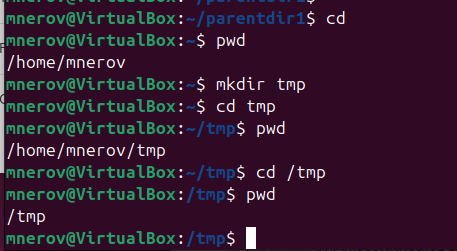 mnerov@VirtualBox:~/parentdir1$ cd
mnerov@VirtualBox:~$ pwd
/home/mnerov
mnerov@VirtualBox:~$ mkdir tmp
mnerov@VirtualBox:~$ cd tmp
mnerov@VirtualBox:~/tmp$ pwd
/home/mnerov/tmp
mnerov@VirtualBox:~/tmp$ cd /tmp
mnerov@VirtualBox:/tmp$ pwd
/tmp
mnerov@VirtualBox:/tmp$